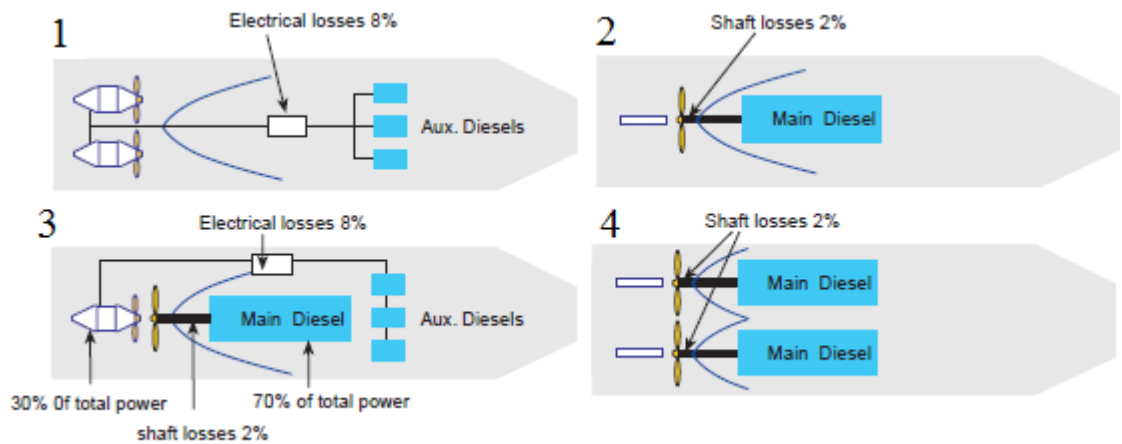 1
Electrical losses 8%
Aux. Diesels
2
Shaft losses 2%
Main Diesel
3
Electrical losses 8%
Main Diesel
Aux. Diesels
30% 0f total power
shaft losses 2%
70% of total power
4
Shaft losses 2%
Main Diesel
Main Diesel